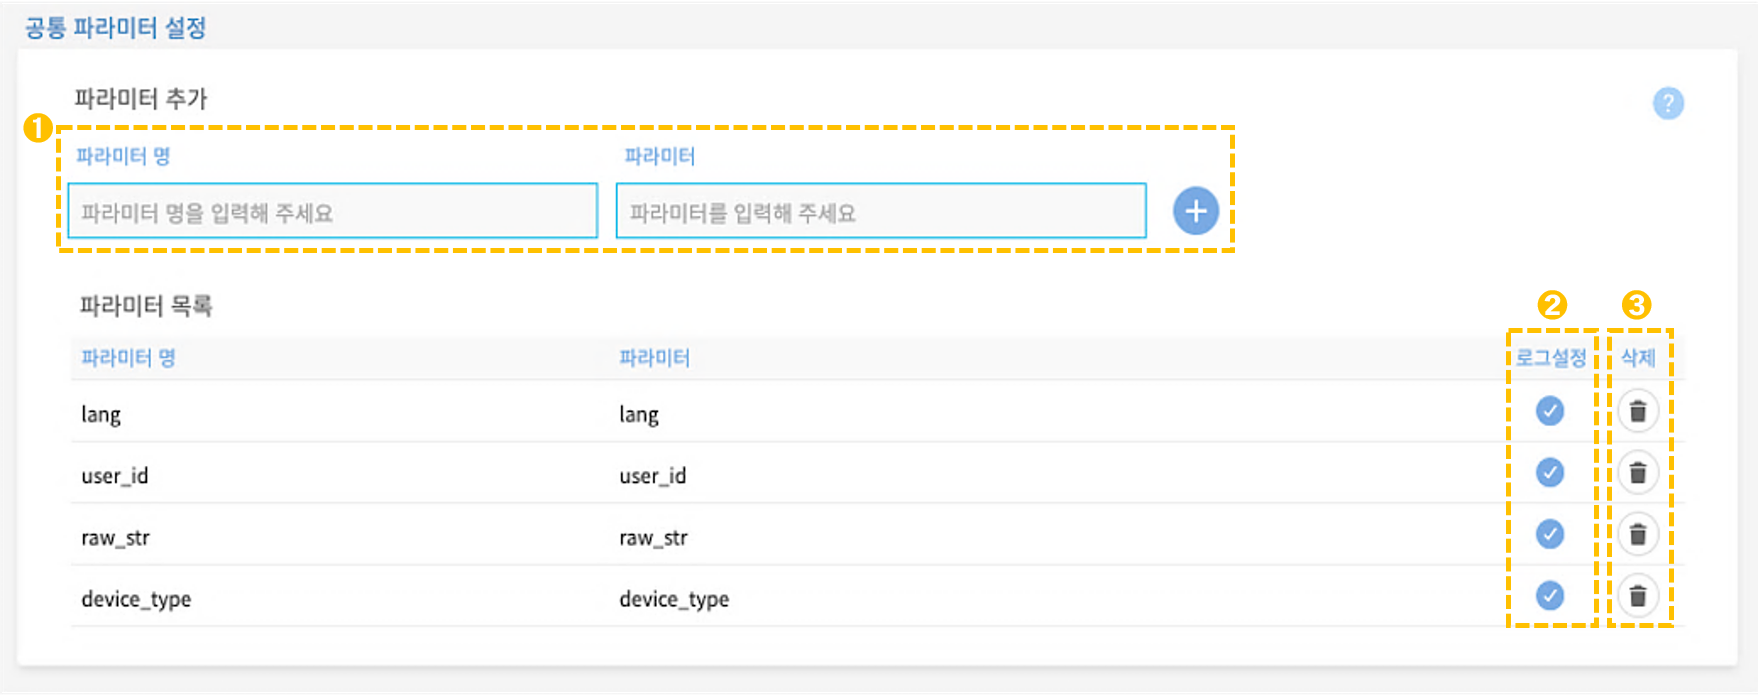 공통 파라미터 설정
파라미터 추가
?
1
파라미터 명 파라미터
파라미터 명을 입력해 주세요 파라미터를 입력해 주세요 +
파라미터 목록
2 3
파라미터 명 파라미터 로그설정 삭제
lang lang
user_id user_id
raw_str raw_str
device_type device_type